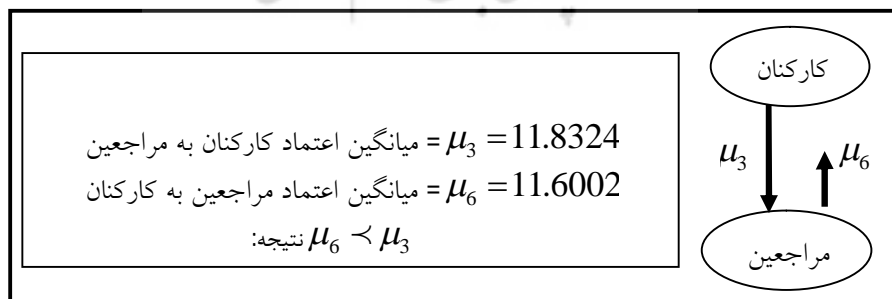 کارکنان
میانگین اعتماد کارکنان به مراجعین = μ₃ = 11.8324
میانگین اعتماد مراجعین به کارکنان = μ₆ = 11.6002
نتیجه: μ₆ ≺ μ₃
μ₃
μ₆
مراجعین